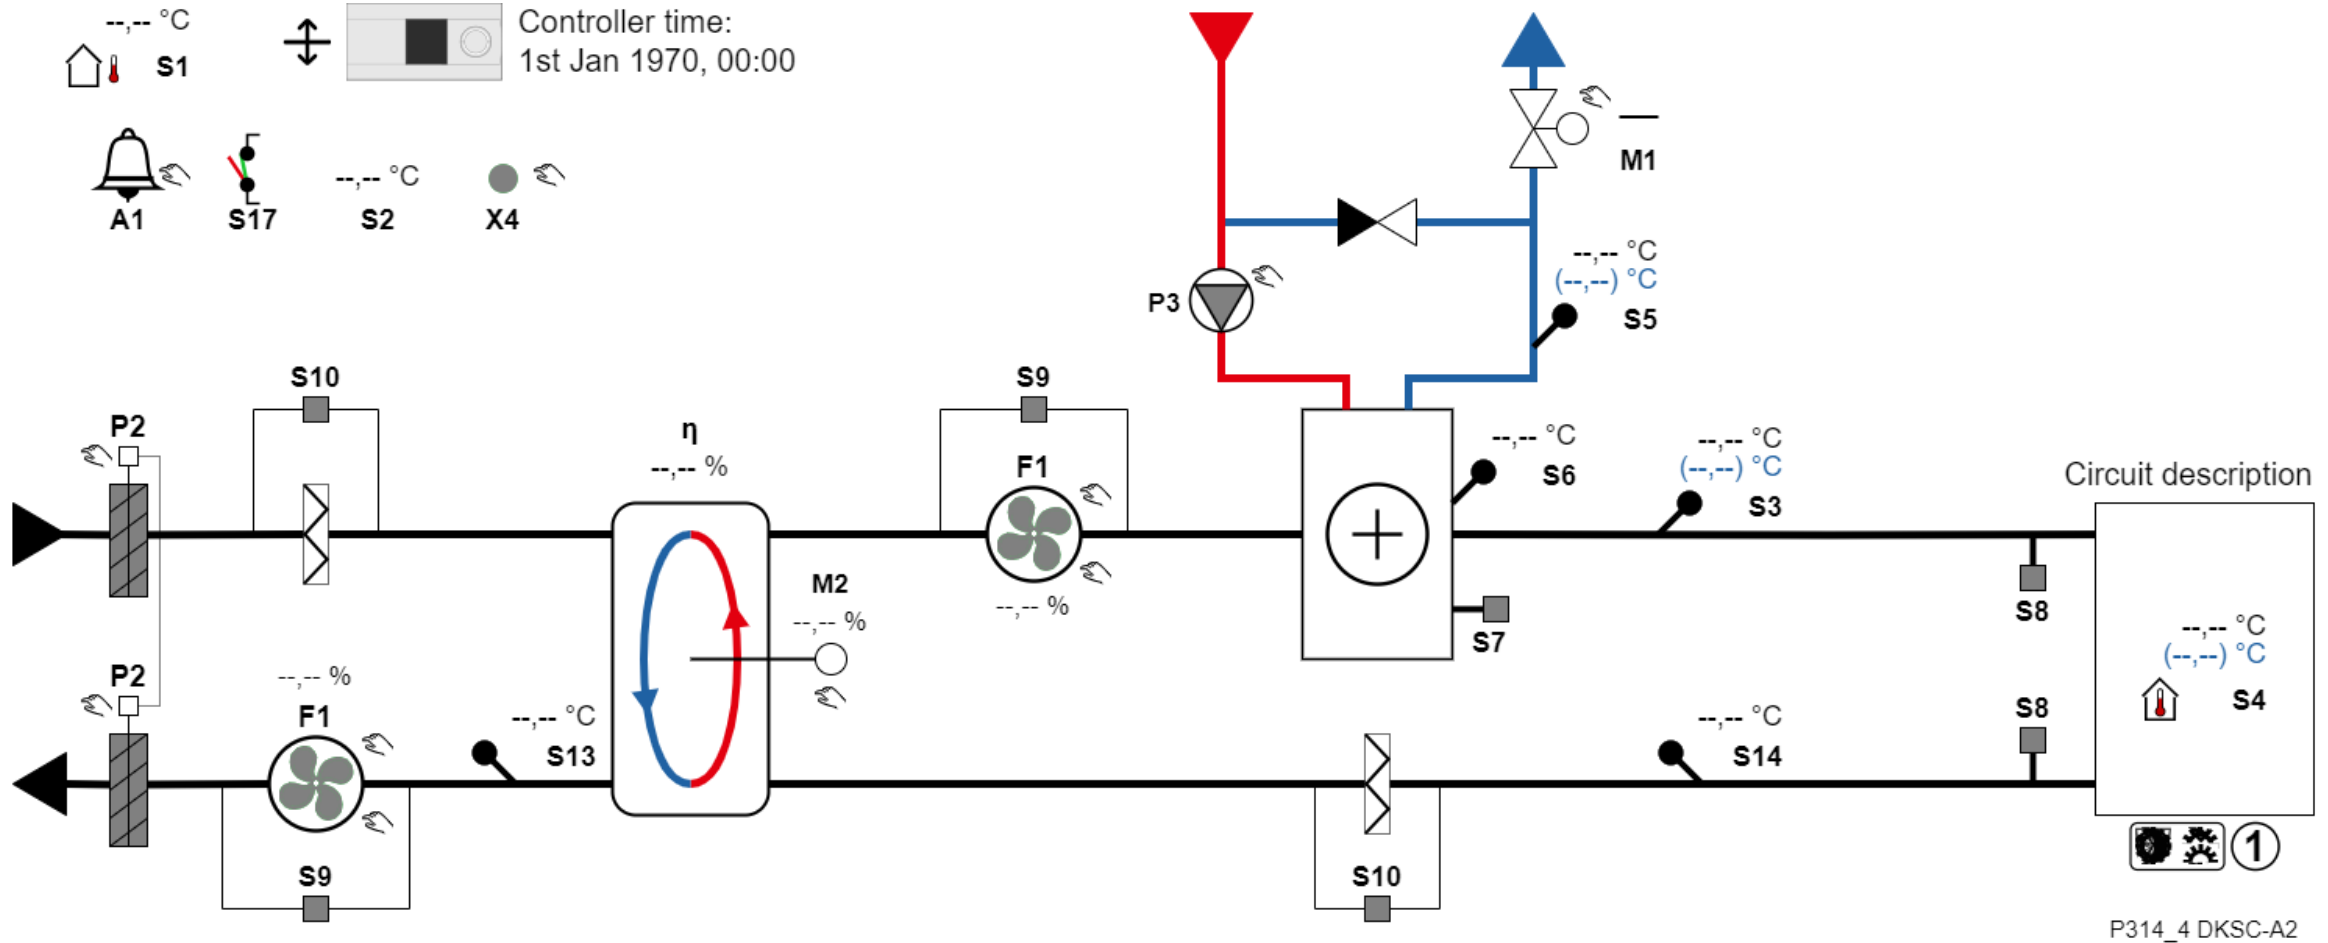 --,-- °C
S1
Controller time:
1st Jan 1970, 00:00
A1
S17
--,-- °C
S2
X4
M1
--,-- °C
(--,--) °C
S5
P3
S10
S9
P2
η
--,-- %
F1
--,-- °C
S6
--,-- °C
(--,--) °C
S3
Circuit description
M2
--,-- %
--,-- %
S7
S8
--,-- °C
(--,--) °C
S4
P2
--,-- %
F1
--,-- °C
S13
--,-- °C
S14
S8
S9
S10
1
P314_4 DKSC-A2